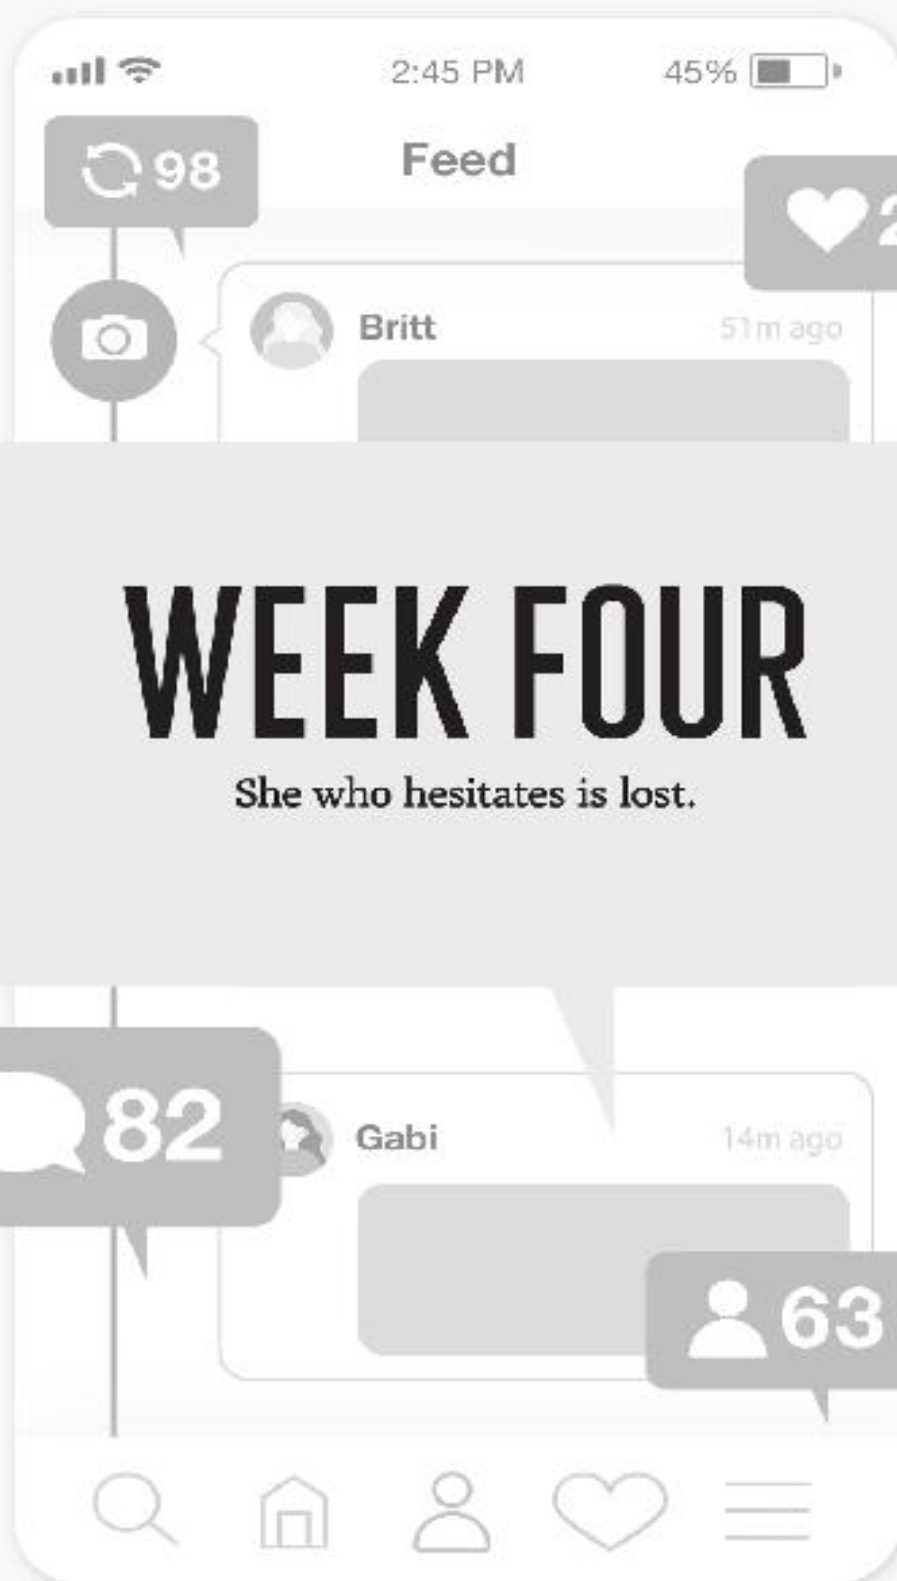 2:45 PM 45%
98
Feed
Britt 51m ago
WEEK FOUR
She who hesitates is lost.
82
Gabi 14m ago
63